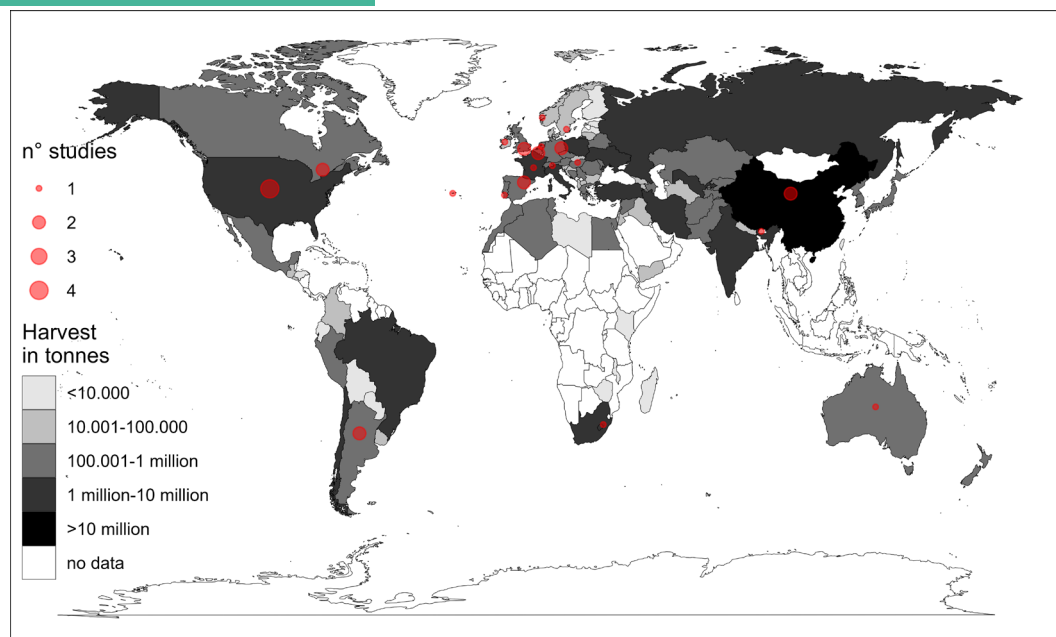 n° studies
1
2
3
4
Harvest
in tonnes
<10.000
10.001-100.000
100.001-1 million
1 million-10 million
>10 million
no data